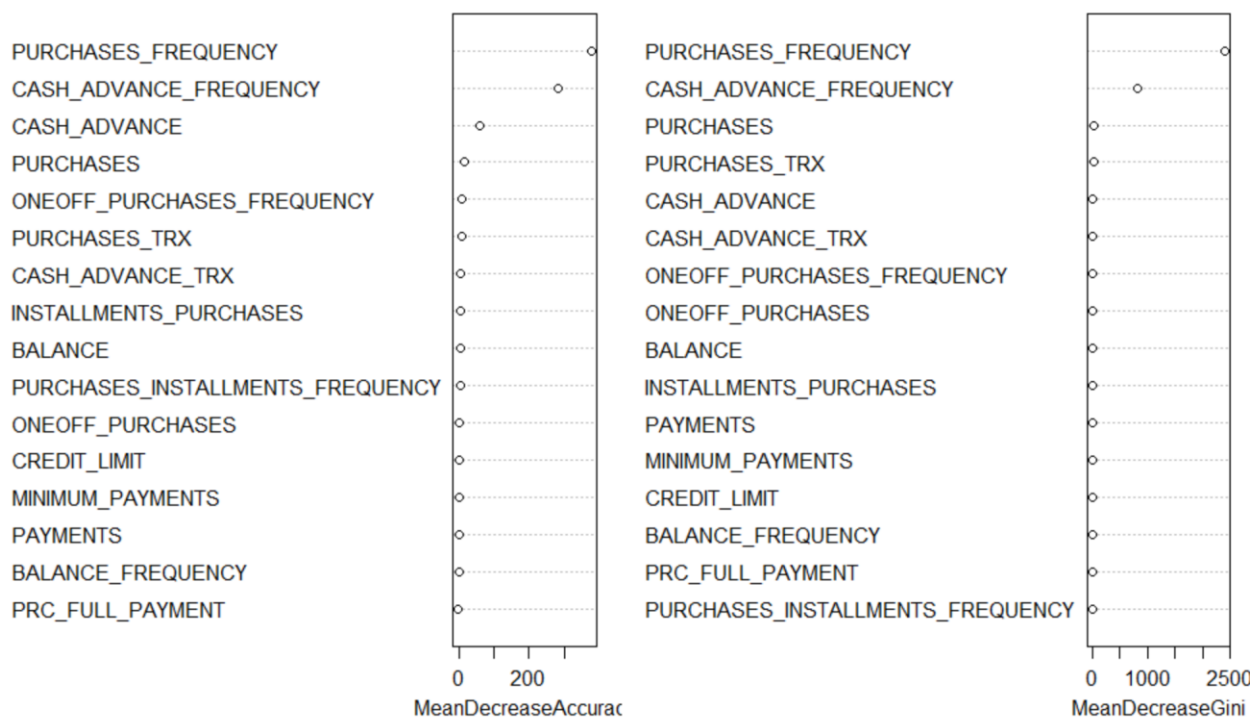 PURCHASES_FREQUENCY
CASH_ADVANCE_FREQUENCY
CASH_ADVANCE
PURCHASES
ONEOFF_PURCHASES_FREQUENCY
PURCHASES_TRX
CASH_ADVANCE_TRX
INSTALLMENTS_PURCHASES
BALANCE
PURCHASES_INSTALLMENTS_FREQUENCY
ONEOFF_PURCHASES
CREDIT_LIMIT
MINIMUM_PAYMENTS
PAYMENTS
BALANCE_FREQUENCY
PRC_FULL_PAYMENT
0 200
MeanDecreaseAccurac
PURCHASES_FREQUENCY
CASH_ADVANCE_FREQUENCY
PURCHASES
PURCHASES_TRX
CASH_ADVANCE
CASH_ADVANCE_TRX
ONEOFF_PURCHASES_FREQUENCY
ONEOFF_PURCHASES
BALANCE
INSTALLMENTS_PURCHASES
PAYMENTS
MINIMUM_PAYMENTS
CREDIT_LIMIT
BALANCE_FREQUENCY
PRC_FULL_PAYMENT
PURCHASES_INSTALLMENTS_FREQUENCY
0 1000 2500
MeanDecreaseGini